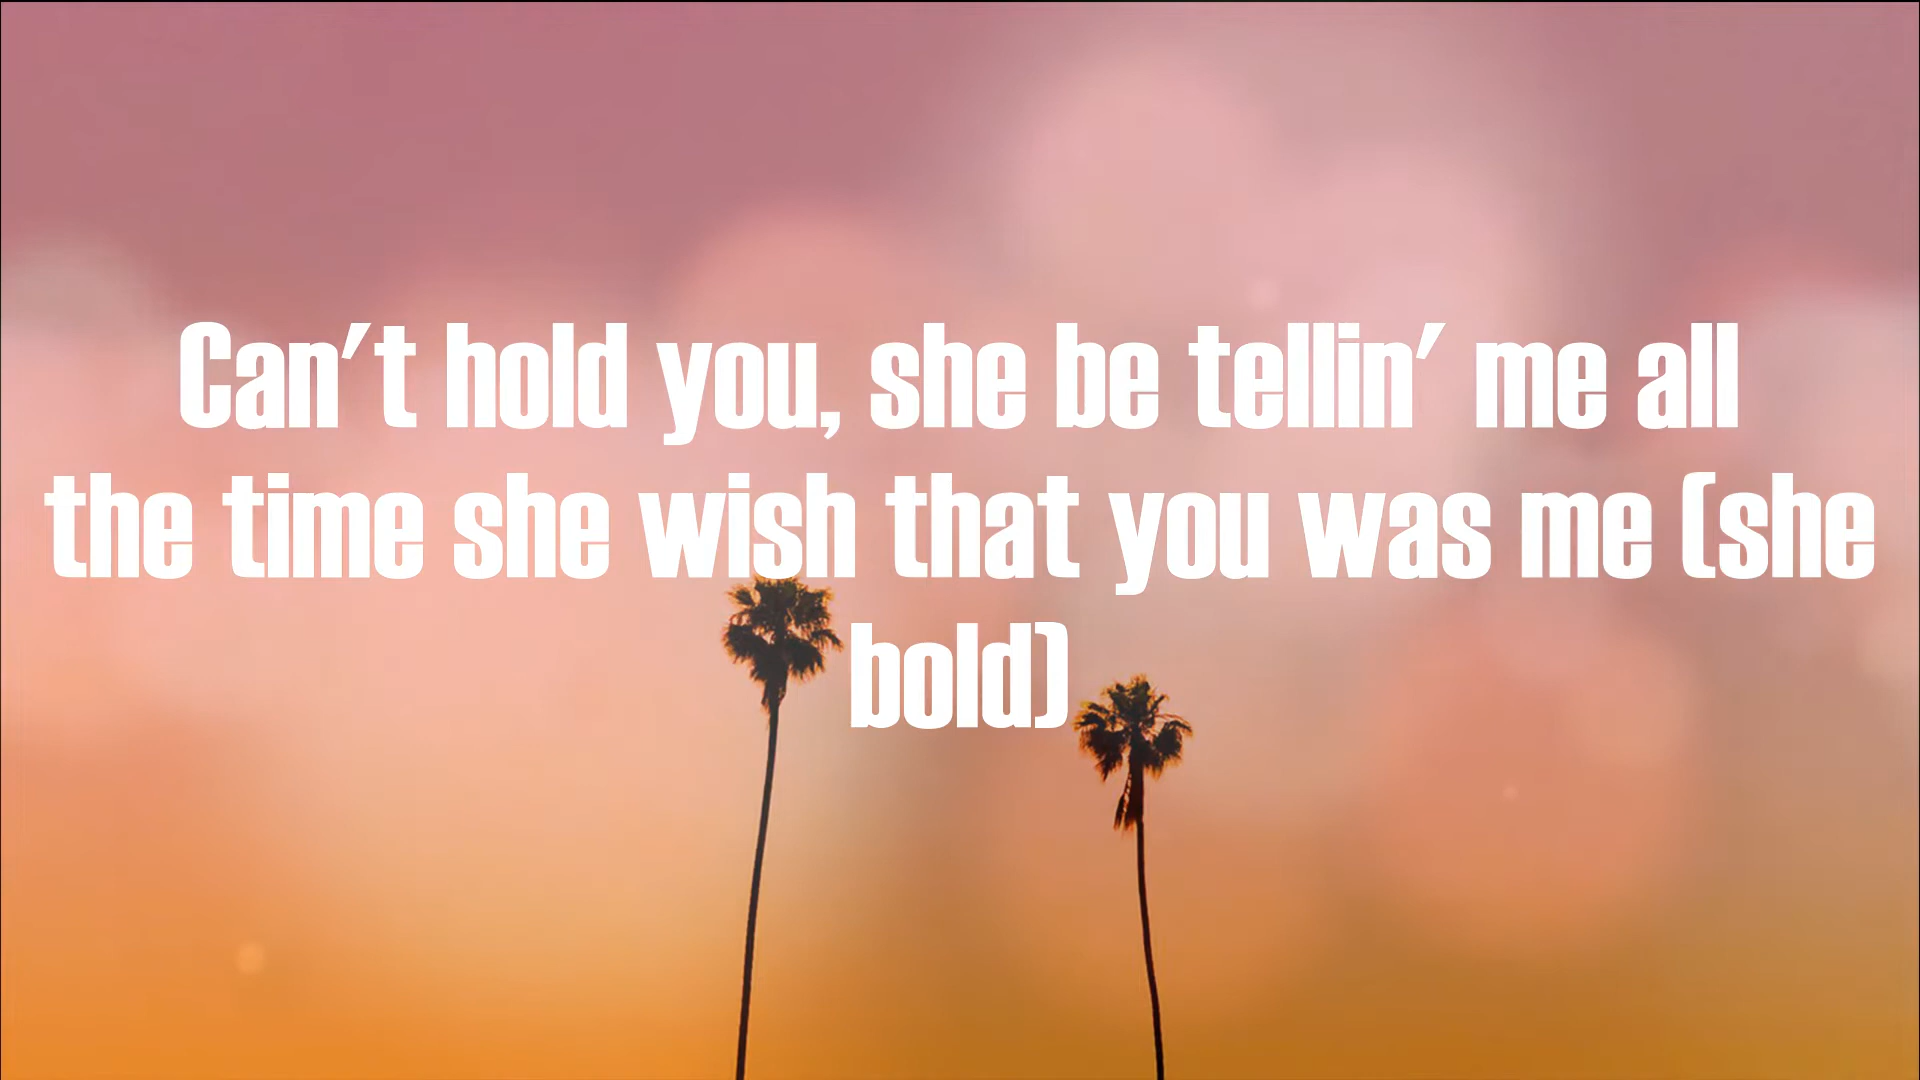 Can't hold you, she be tellin' me all
the time she wish that you was me (she
bold)